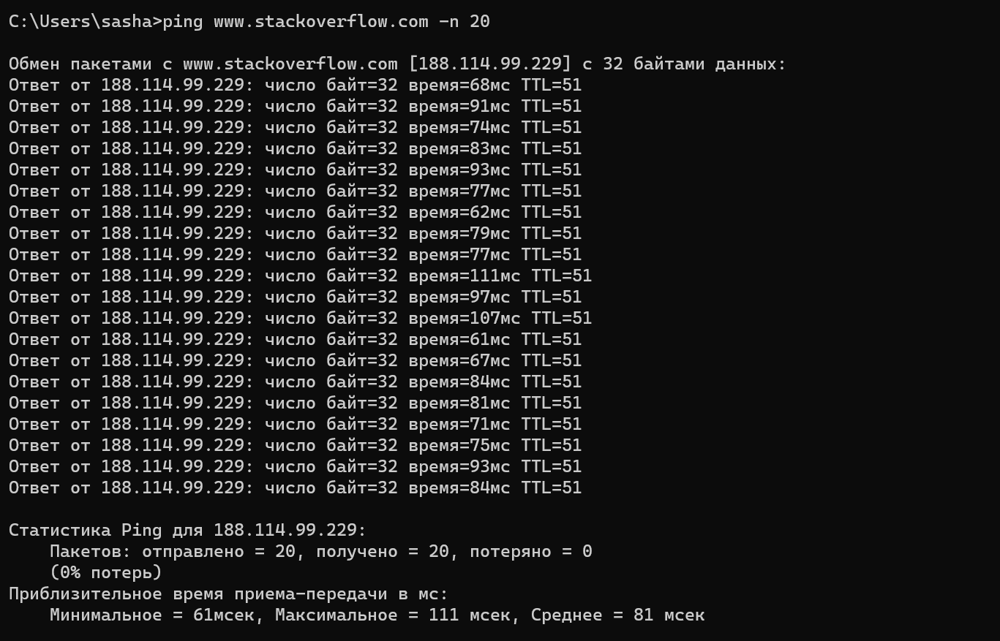 C:\Users\sasha>ping www.stackoverflow.com -n 20
Обмен пакетами с www.stackoverflow.com [188.114.99.229] с 32 байтами данных:
Ответ от 188.114.99.229: число байт=32 время=68мс TTL=51
Ответ от 188.114.99.229: число байт=32 время=91мс TTL=51
Ответ от 188.114.99.229: число байт=32 время=74мс TTL=51
Ответ от 188.114.99.229: число байт=32 время=83мс TTL=51
Ответ от 188.114.99.229: число байт=32 время=93мс TTL=51
Ответ от 188.114.99.229: число байт=32 время=77мс TTL=51
Ответ от 188.114.99.229: число байт=32 время=62мс TTL=51
Ответ от 188.114.99.229: число байт=32 время=79мс TTL=51
Ответ от 188.114.99.229: число байт=32 время=77мс TTL=51
Ответ от 188.114.99.229: число байт=32 время=111мс TTL=51
Ответ от 188.114.99.229: число байт=32 время=97мс TTL=51
Ответ от 188.114.99.229: число байт=32 время=107мс TTL=51
Ответ от 188.114.99.229: число байт=32 время=61мс TTL=51
Ответ от 188.114.99.229: число байт=32 время=67мс TTL=51
Ответ от 188.114.99.229: число байт=32 время=84мс TTL=51
Ответ от 188.114.99.229: число байт=32 время=81мс TTL=51
Ответ от 188.114.99.229: число байт=32 время=71мс TTL=51
Ответ от 188.114.99.229: число байт=32 время=75мс TTL=51
Ответ от 188.114.99.229: число байт=32 время=93мс TTL=51
Ответ от 188.114.99.229: число байт=32 время=84мс TTL=51
Статистика Ping для 188.114.99.229:
    Пакетов: отправлено = 20, получено = 20, потеряно = 0
    (0% потерь)
Приблизительное время приема-передачи в мс:
    Минимальное = 61мсек, Максимальное = 111 мсек, Среднее = 81 мсек